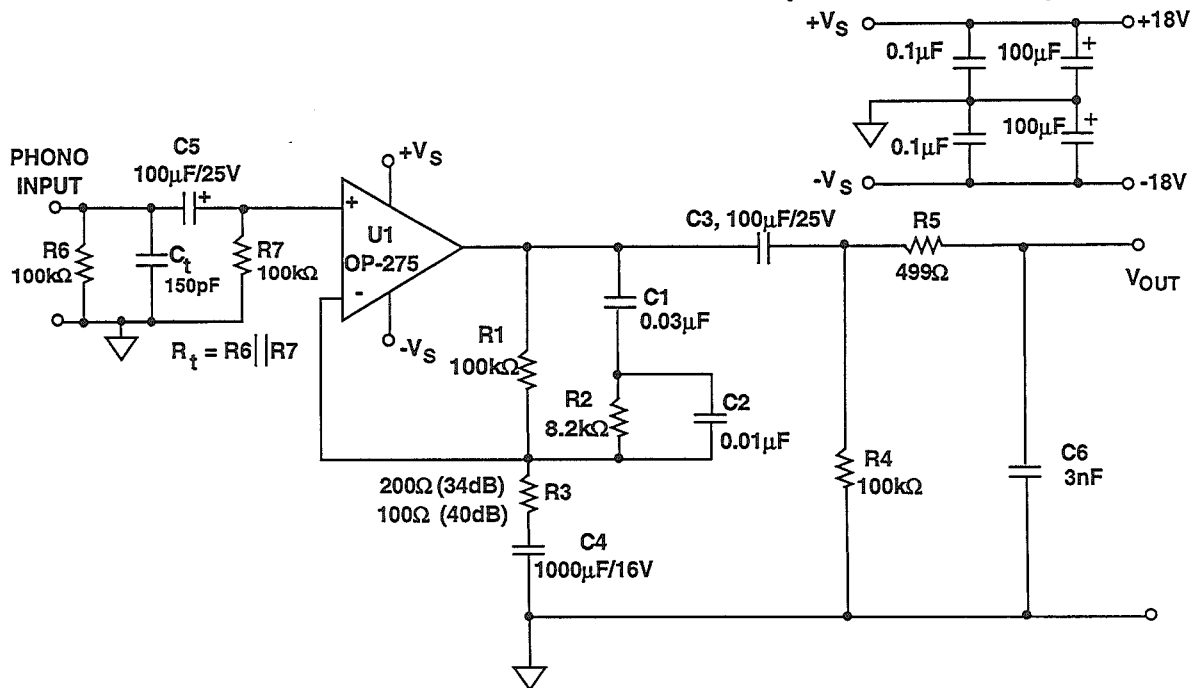 +VS
+18V
0.1µF
100µF
+
100µF
+
0.1µF
-VS
-18V
PHONO
INPUT
C5
100µF/25V
+
+VS
R6
100kΩ
Ct
150pF
R7
100kΩ
+
U1
OP-275
-
-VS
Rt = R6||R7
C3, 100µF/25V
R5
499Ω
VOUT
R1
100kΩ
C1
0.03µF
R2
8.2kΩ
C2
0.01µF
200Ω (34dB)
100Ω (40dB)
R3
C4
1000µF/16V
R4
100kΩ
C6
3nF